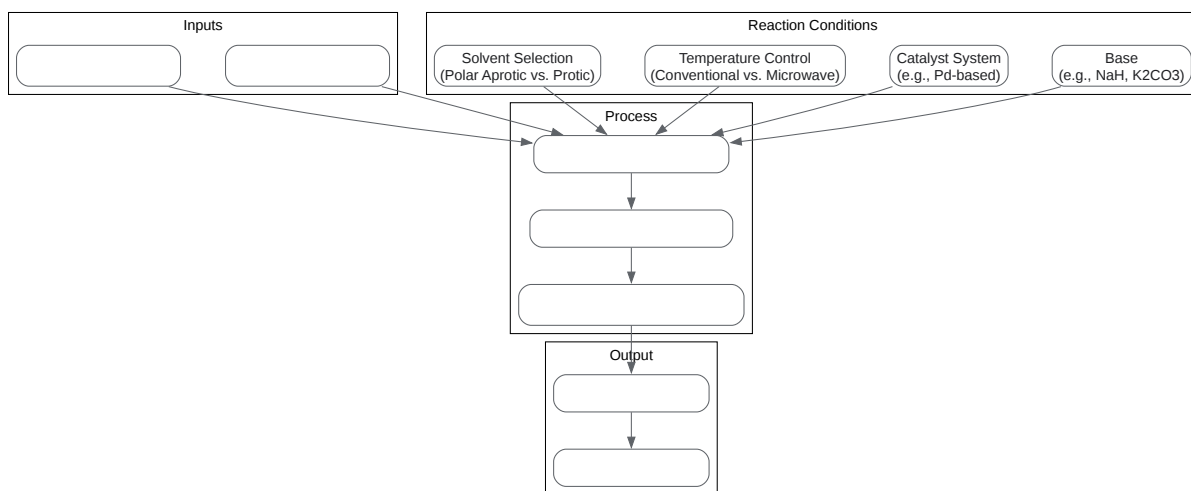 Inputs
Reaction Conditions
Solvent Selection
(Polar Aprotic vs. Protic)
Temperature Control
(Conventional vs. Microwave)
Catalyst System
(e.g., Pd-based)
Base
(e.g., NaH, K2CO3)
Process
Output